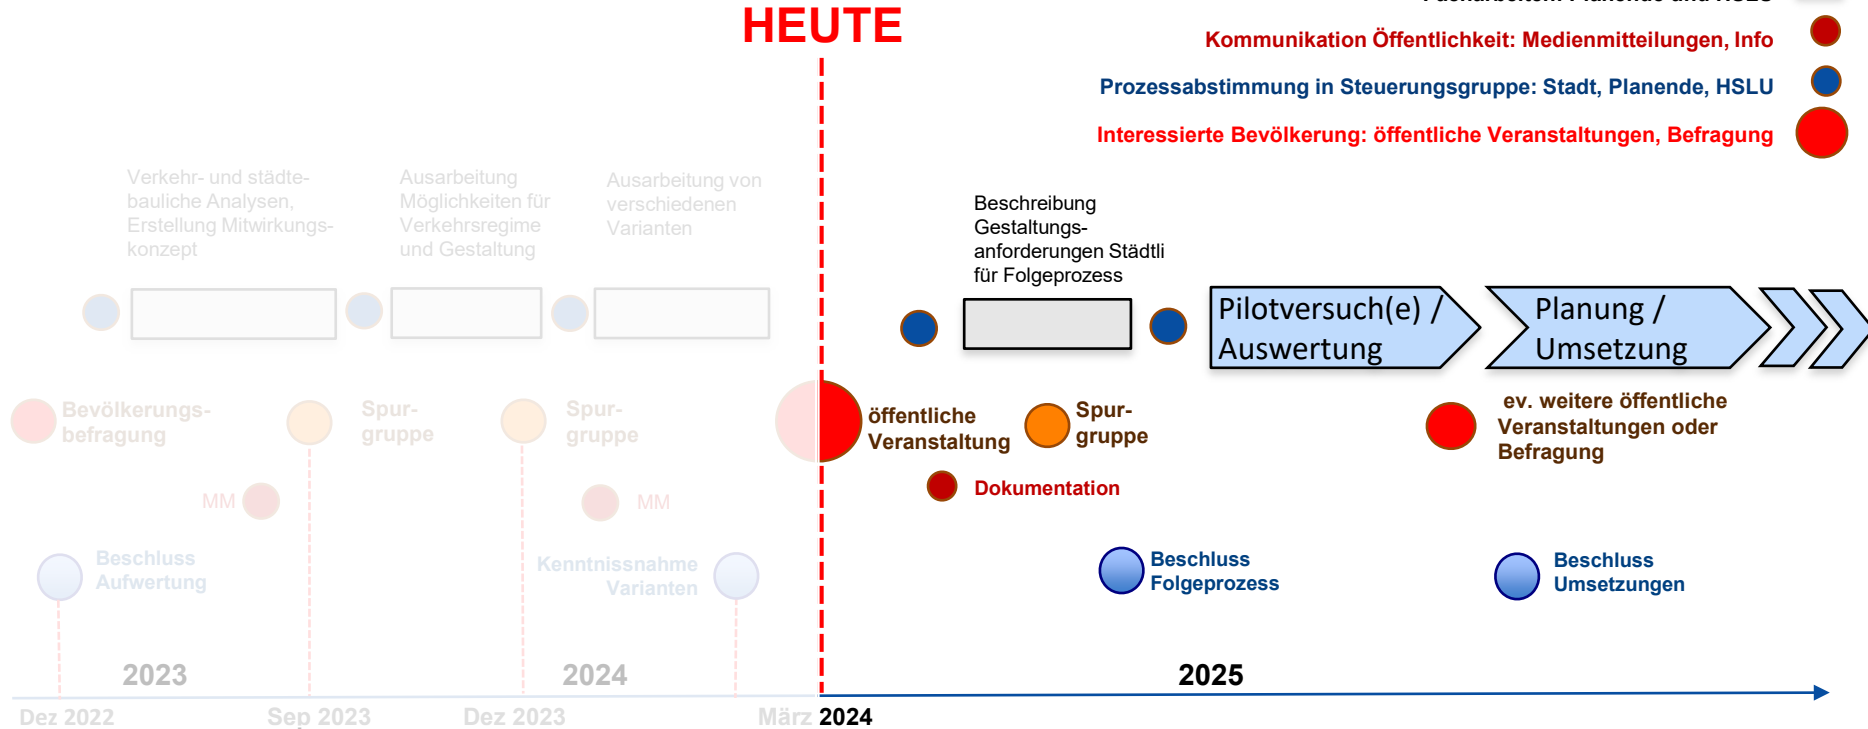 HEUTE
Kommunikation Öffentlichkeit: Medienmitteilungen, Info
Prozessabstimmung in Steuerungsgruppe: Stadt, Planende, HSLU
Interessierte Bevölkerung: öffentliche Veranstaltungen, Befragung
Verkehr- und städte-
bauliche Analysen,
Erstellung Mitwirkungs-
konzept
Ausarbeitung
Möglichkeiten für
Verkehrsregime
und Gestaltung
Ausarbeitung von
verschiedenen
Varianten
Beschreibung
Gestaltungs-
anforderungen Städtli
für Folgeprozess
Pilotversuch(e) /
Auswertung
Planung /
Umsetzung
Bevölkerungs-
befragung
Spur-
gruppe
Spur-
gruppe
öffentliche
Veranstaltung
Spur-
gruppe
ev. weitere öffentliche
Veranstaltungen oder
Befragung
MM
MM
Dokumentation
Beschluss
Aufwertung
Kenntnissnahme
Varianten
Beschluss
Folgeprozess
Beschluss
Umsetzungen
2023
2024
2025
Dez 2022
Sep 2023
Dez 2023
März 2024